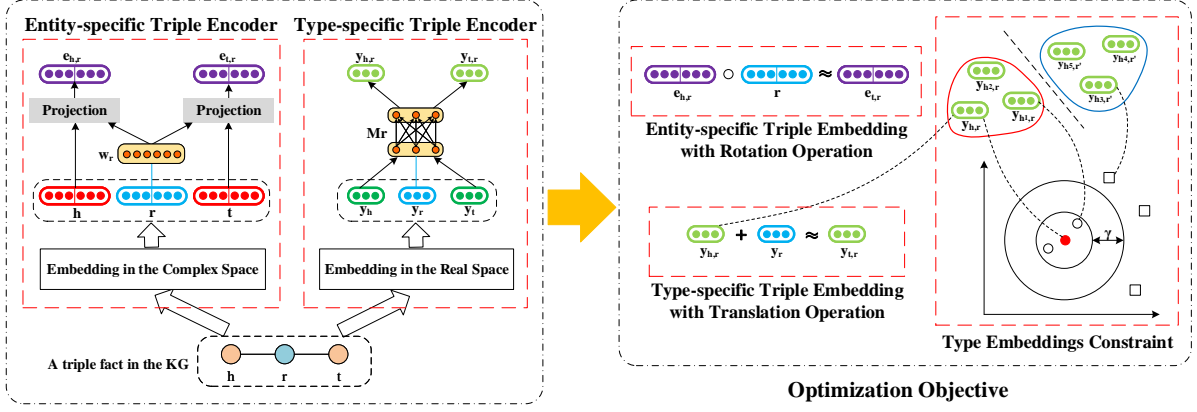 Entity-specific Triple Encoder
e_{h,r}
e_{t,r}
Projection
Projection
w_r
h
r
t
Embedding in the Complex Space
Type-specific Triple Encoder
y_{h,r}
y_{t,r}
Mr
y_h
y_r
y_t
Embedding in the Real Space
A triple fact in the KG
h
r
t
e_{h,r}
○
r
≈
e_{t,r}
Entity-specific Triple Embedding
with Rotation Operation
y_{h,r}
+
y_r
≈
y_{t,r}
Type-specific Triple Embedding
with Translation Operation
y_{h2,r}
y_{h,r}
y_{h1,r}
y_{h5,r'}
y_{h4,r'}
y_{h3,r'}
γ
Type Embeddings Constraint
Optimization Objective